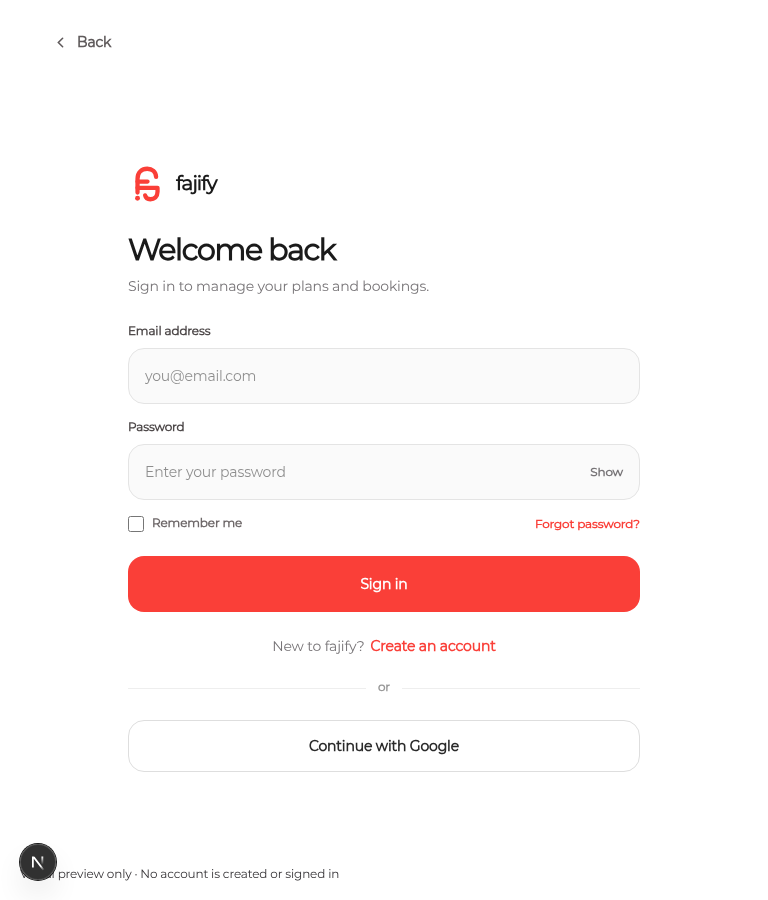 Back
fajify
Welcome back
Sign in to manage your plans and bookings.
Email address
you@email.com
Password
Enter your password
Show
Remember me
Forgot password?
Sign in
New to fajify? Create an account
or
Continue with Google
N
preview only · No account is created or signed in